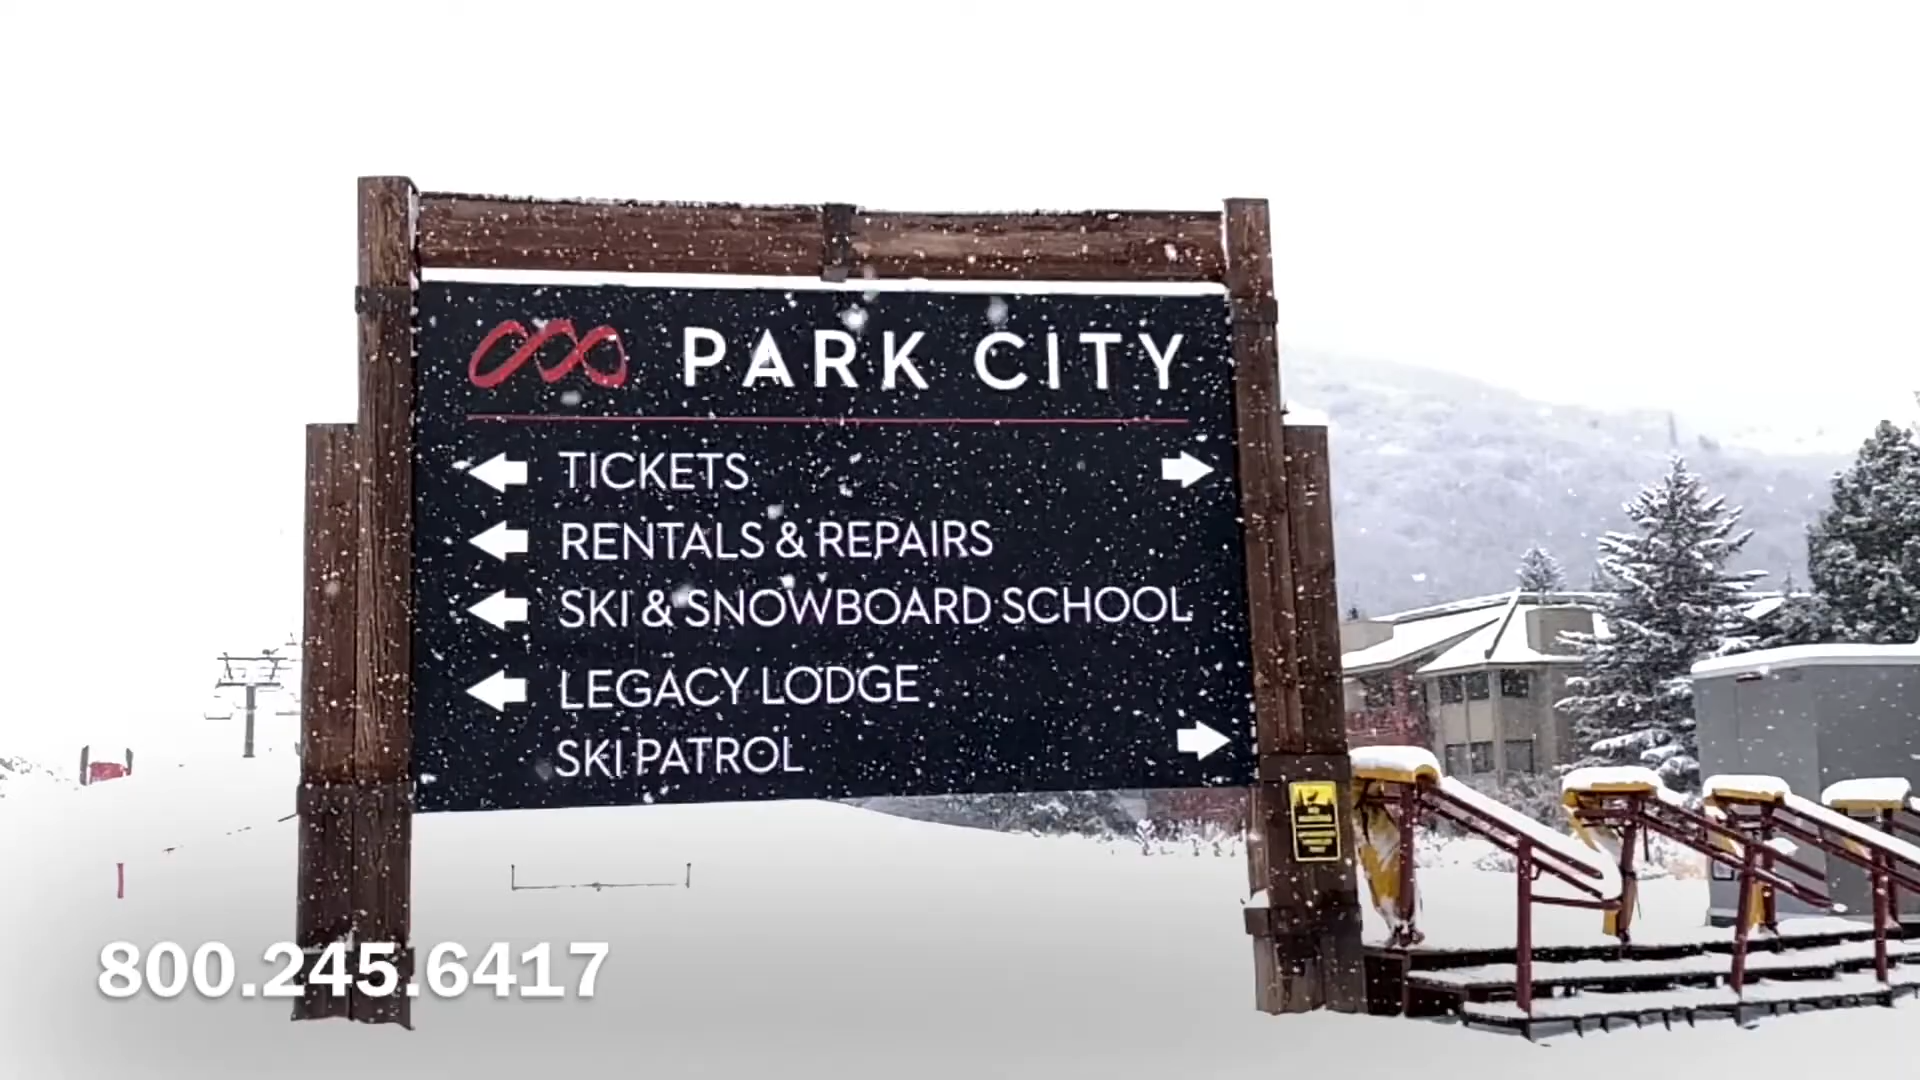 PARK CITY
TICKETS
RENTALS & REPAIRS
SKI & SNOWBOARD SCHOOL
LEGACY LODGE
SKI PATROL
800.245.6417